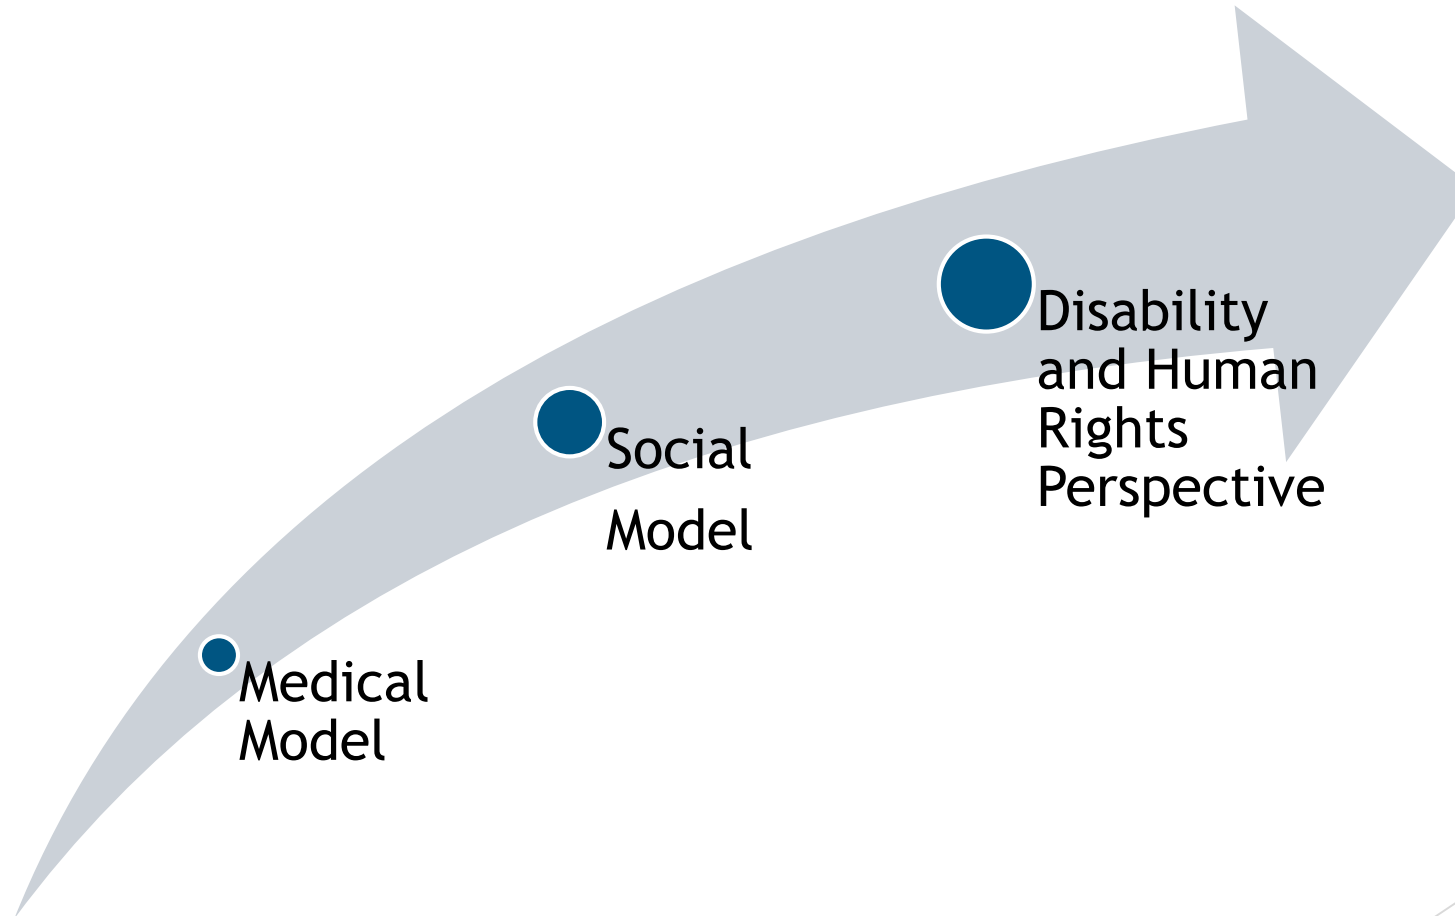 Medical
Model
Social
Model
Disability
and Human
Rights
Perspective